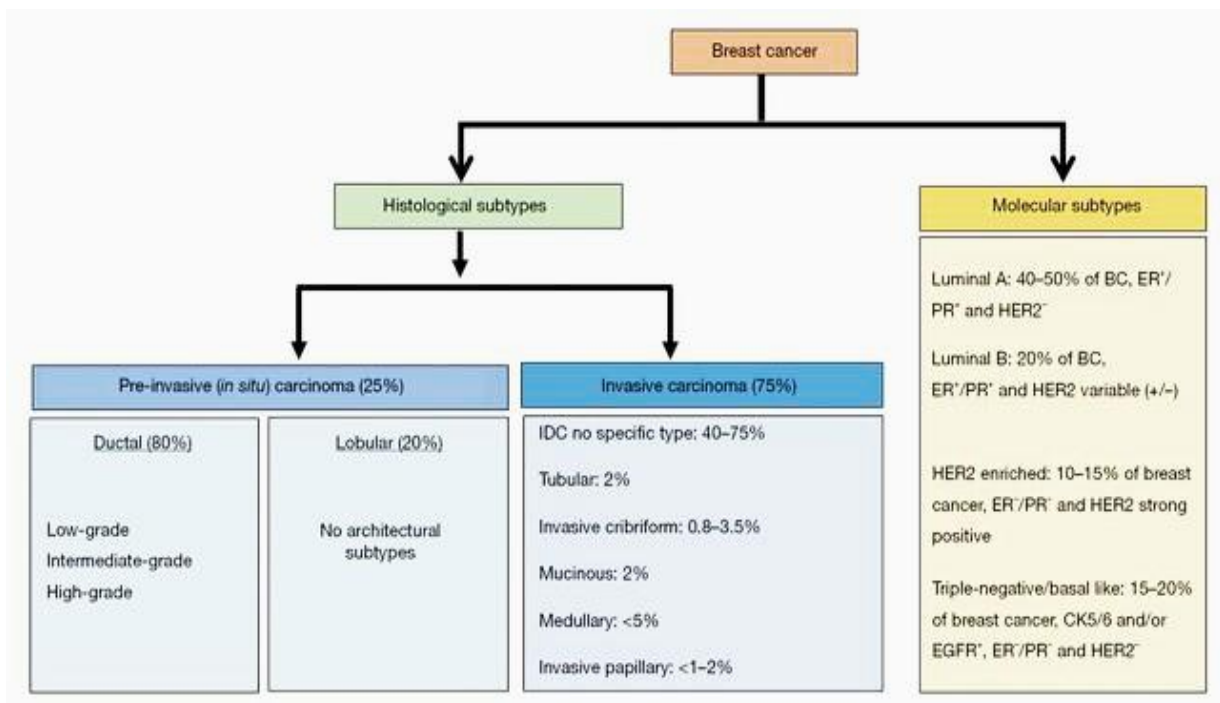 Breast cancer
Histological subtypes
Molecular subtypes
Pre-invasive (in situ) carcinoma (25%)
Invasive carcinoma (75%)
Ductal (80%)
Low-grade
Intermediate-grade
High-grade
Lobular (20%)
No architectural
subtypes
IDC no specific type: 40–75%
Tubular: 2%
Invasive cribriform: 0.8–3.5%
Mucinous: 2%
Medullary: <5%
Invasive papillary: <1–2%
Luminal A: 40–50% of BC, ER⁺/
PR⁺ and HER2⁻
Luminal B: 20% of BC,
ER⁺/PR⁺ and HER2 variable (+/–)
HER2 enriched: 10–15% of breast
cancer, ER⁻/PR⁻ and HER2 strong
positive
Triple-negative/basal like: 15–20%
of breast cancer, CK5/6 and/or
EGFR⁺, ER⁻/PR⁻ and HER2⁻